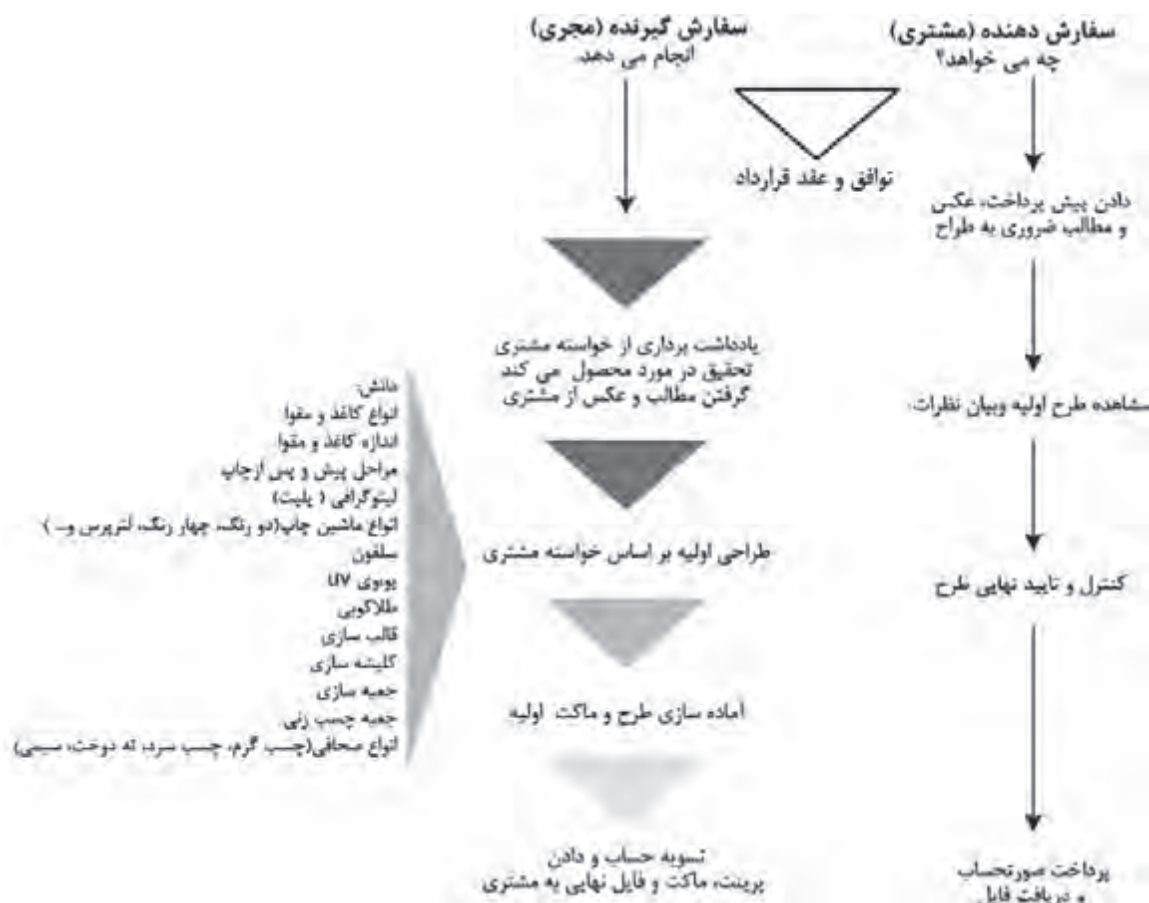 سفارش دهنده (مشتری)
چه می خواهد؟
دادن پیش پرداخت، عکس
و مطالب ضروری به طراح
مشاهده طرح اولیه وبیان نظرات.
کنترل و تایید نهایی طرح
پرداخت صورتحساب
و دریافت فایل
توافق و عقد قرارداد
سفارش گیرنده (مجری)
انجام می دهد.
یادداشت برداری از خواسته مشتری
تحقیق در مورد محصول می کند
گرفتن مطالب و عکس از مشتری
طراحی اولیه بر اساس خواسته مشتری
آماده سازی طرح و ماکت اولیه
تسویه حساب و دادن
پرینت، ماکت و فایل نهایی به مشتری
دانش:
انواع کاغذ و مقوا
اندازه کاغذ و مقوا
مراحل پیش و پس ازچاپ
لیتوگرافی ( پلیت)
انواع ماشین چاپ(دو رنگ، چهار رنگ، لترپرس و... )
سلفون
یووی UV
طلاکوبی
قالب سازی
کلیشه سازی
جعبه سازی
جعبه چسب زنی
انواع صحافی(چسب گرم، چسب سرد، ته دوخت، سیمی)